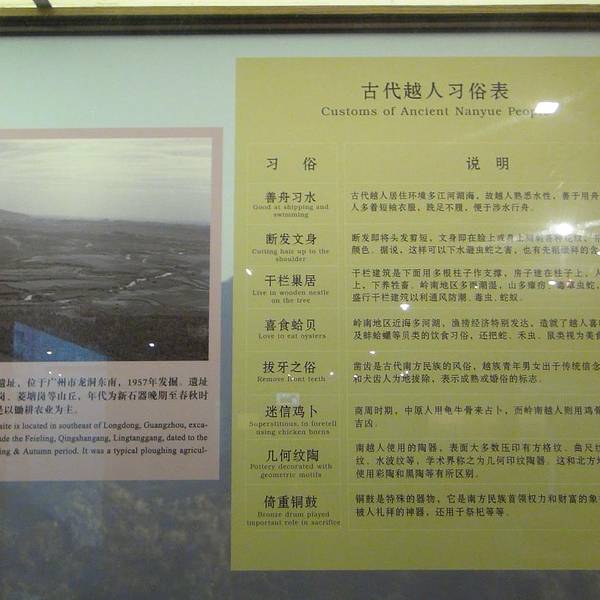 古代越人习俗表
Customs of Ancient Nanyue People
习 俗
说 明
善舟习水
Good at shipping and
swimming
古代越人居住环境多江河湖海，故越人熟悉水性，善于用舟
人多着短袖衣服，跣足不履，便于涉水行舟。
断发文身
Cutting hair up to the
shoulder
断发即将头发剪短，文身即在脸上或身上刺
颜色。据说，这样可以下水避虫蛇之害，也有先祖
的含
干栏巢居
Live in wooden nestle
on the tree
干栏建筑是下面用多根柱子作支撑，房子建在柱子上，人
上，下养牲畜。岭南地区多雨潮湿，山多瘴疠、毒草虫蛇，
盛行干栏建筑以利通风防潮、毒虫、蛇蚁。
喜食蛤贝
Love to eat oysters
岭南地区近海多河湖，渔捞经济特别发达，造就了越人喜
及蚌蛤螺等贝类的饮食习俗，还把蛇、禾虫、鼠类视为美食
拔牙之俗
Remove front teeth
凿齿是古代南方民族的风俗，越族青年男女出于传统信念
和犬齿人为地拔除，表示成熟或婚俗的标志。
迷信鸡卜
Superstitious, to foretell
using chicken borns
商周时期，中原人用龟牛骨来占卜，而岭南越人则用鸡骨
吉凶。
几何纹陶
Pottery decorated with
geometric motifs
南越人使用的陶器，表面大多数压印有方格纹、曲尺纹
纹、水波纹等，学术界称之为几何印纹陶器。这和北方
使用彩陶和黑陶等有所区别。
倚重铜鼓
Bronze drum played
important role in sacrifice
铜鼓是特殊的器物，它是南方民族首领权力和财富的象
被人礼拜的神器，还用于祭祀等等。
遗址，位于广州市龙洞东南，1957年发掘。遗址
岗、菱塘岗等山丘，年代为新石器晚期至春秋时
是以锄耕农业为主。
site is located in southeast of Longdong, Guangzhou, exca-
ude the Feieling, Qingshangang, Lingtanggang, dated to the
ing & Autumn period. It was a typical ploughing agricul-